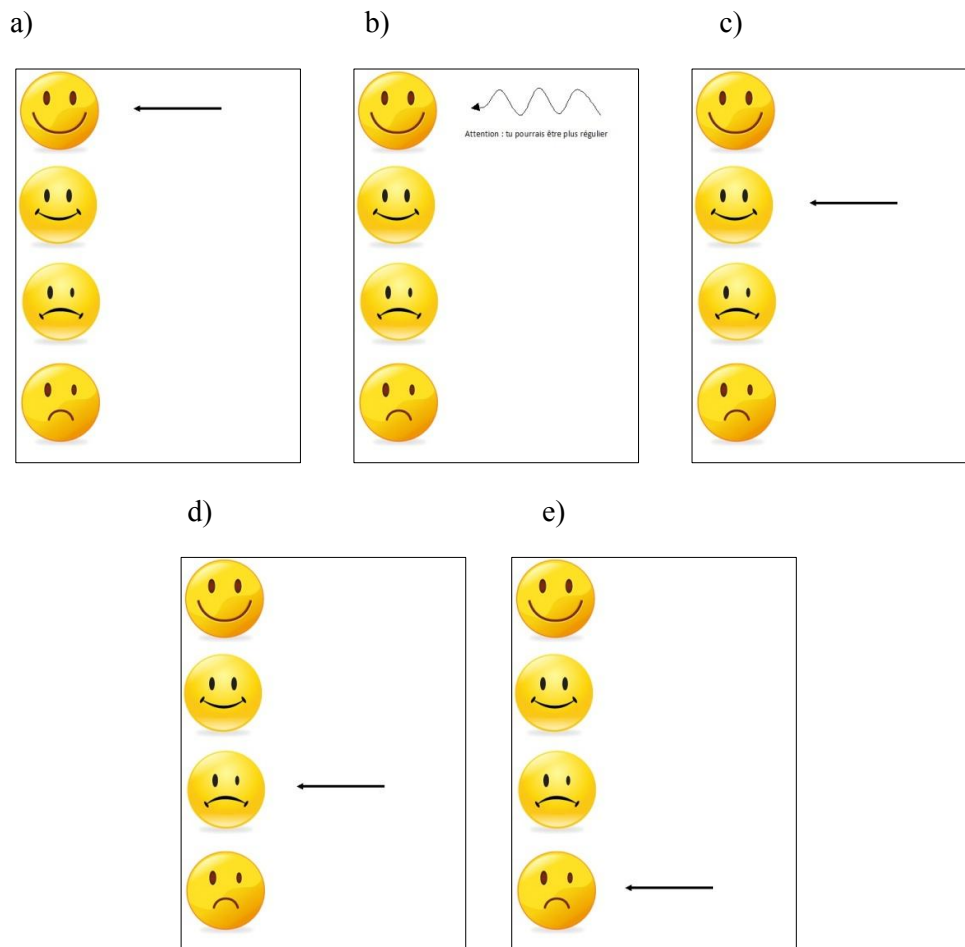 a)
b)
c)
Attention : tu pourrais être plus régulier
d)
e)